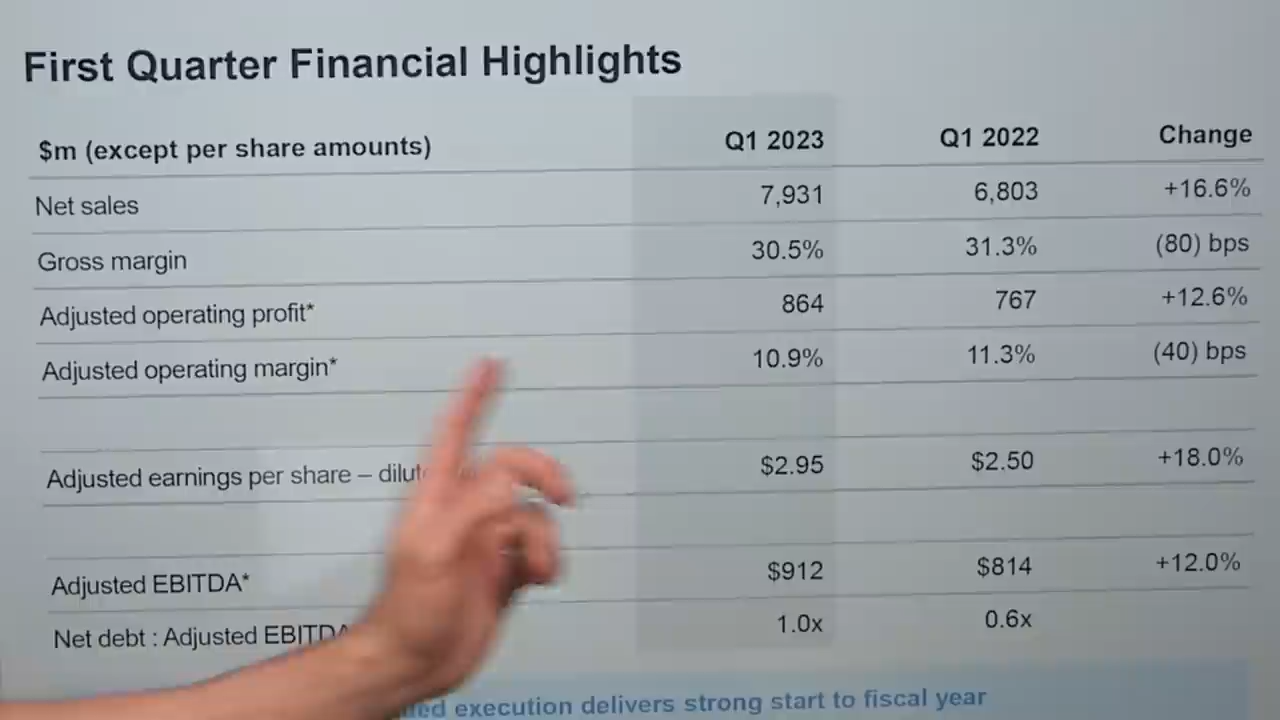 First Quarter Financial Highlights
$m (except per share amounts) Q1 2023 Q1 2022 Change
Net sales 7,931 6,803 +16.6%
Gross margin 30.5% 31.3% (80) bps
Adjusted operating profit* 864 767 +12.6%
Adjusted operating margin* 10.9% 11.3% (40) bps
Adjusted earnings per share – $2.95 $2.50 +18.0%
Adjusted EBITDA* $912 $814 +12.0%
Net debt : Adjusted EBITDA 1.0x 0.6x
execution delivers strong start to fiscal year